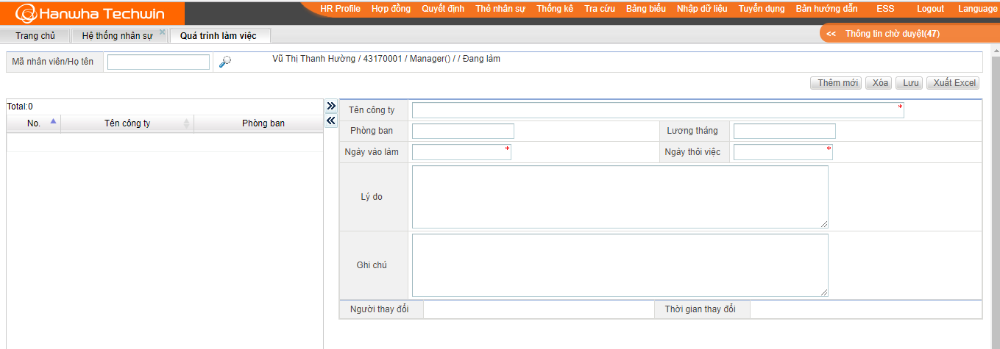 Hanwha Techwin
HR Profile Hợp đồng Quyết định Thẻ nhân sự Thống kê Tra cứu Bảng biểu Nhập dữ liệu Tuyển dụng Bản hướng dẫn ESS Logout Language
Trang chủ Hệ thống nhân sự × Quá trình làm việc
<< Thông tin chờ duyệt(47)
Mã nhân viên/Họ tên Vũ Thị Thanh Hường / 43170001 / Manager() / / Đang làm
Thêm mới Xóa Lưu Xuất Excel
Total:0
No. Tên công ty Phòng ban
Tên công ty *
Phòng ban Lương tháng
Ngày vào làm * Ngày thôi việc *
Lý do
Ghi chú
Người thay đổi Thời gian thay đổi